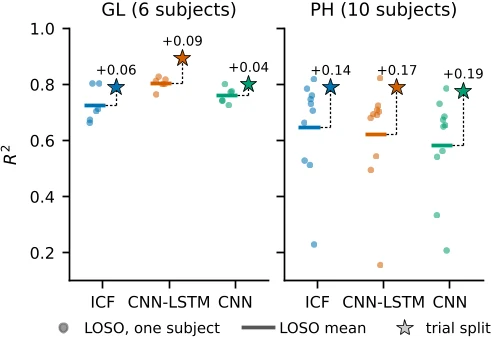 GL (6 subjects)
PH (10 subjects)
1.0
0.8
0.6
0.4
0.2
R²
+0.06
+0.09
+0.04
+0.14
+0.17
+0.19
ICF CNN-LSTM CNN
ICF CNN-LSTM CNN
LOSO, one subject LOSO mean trial split